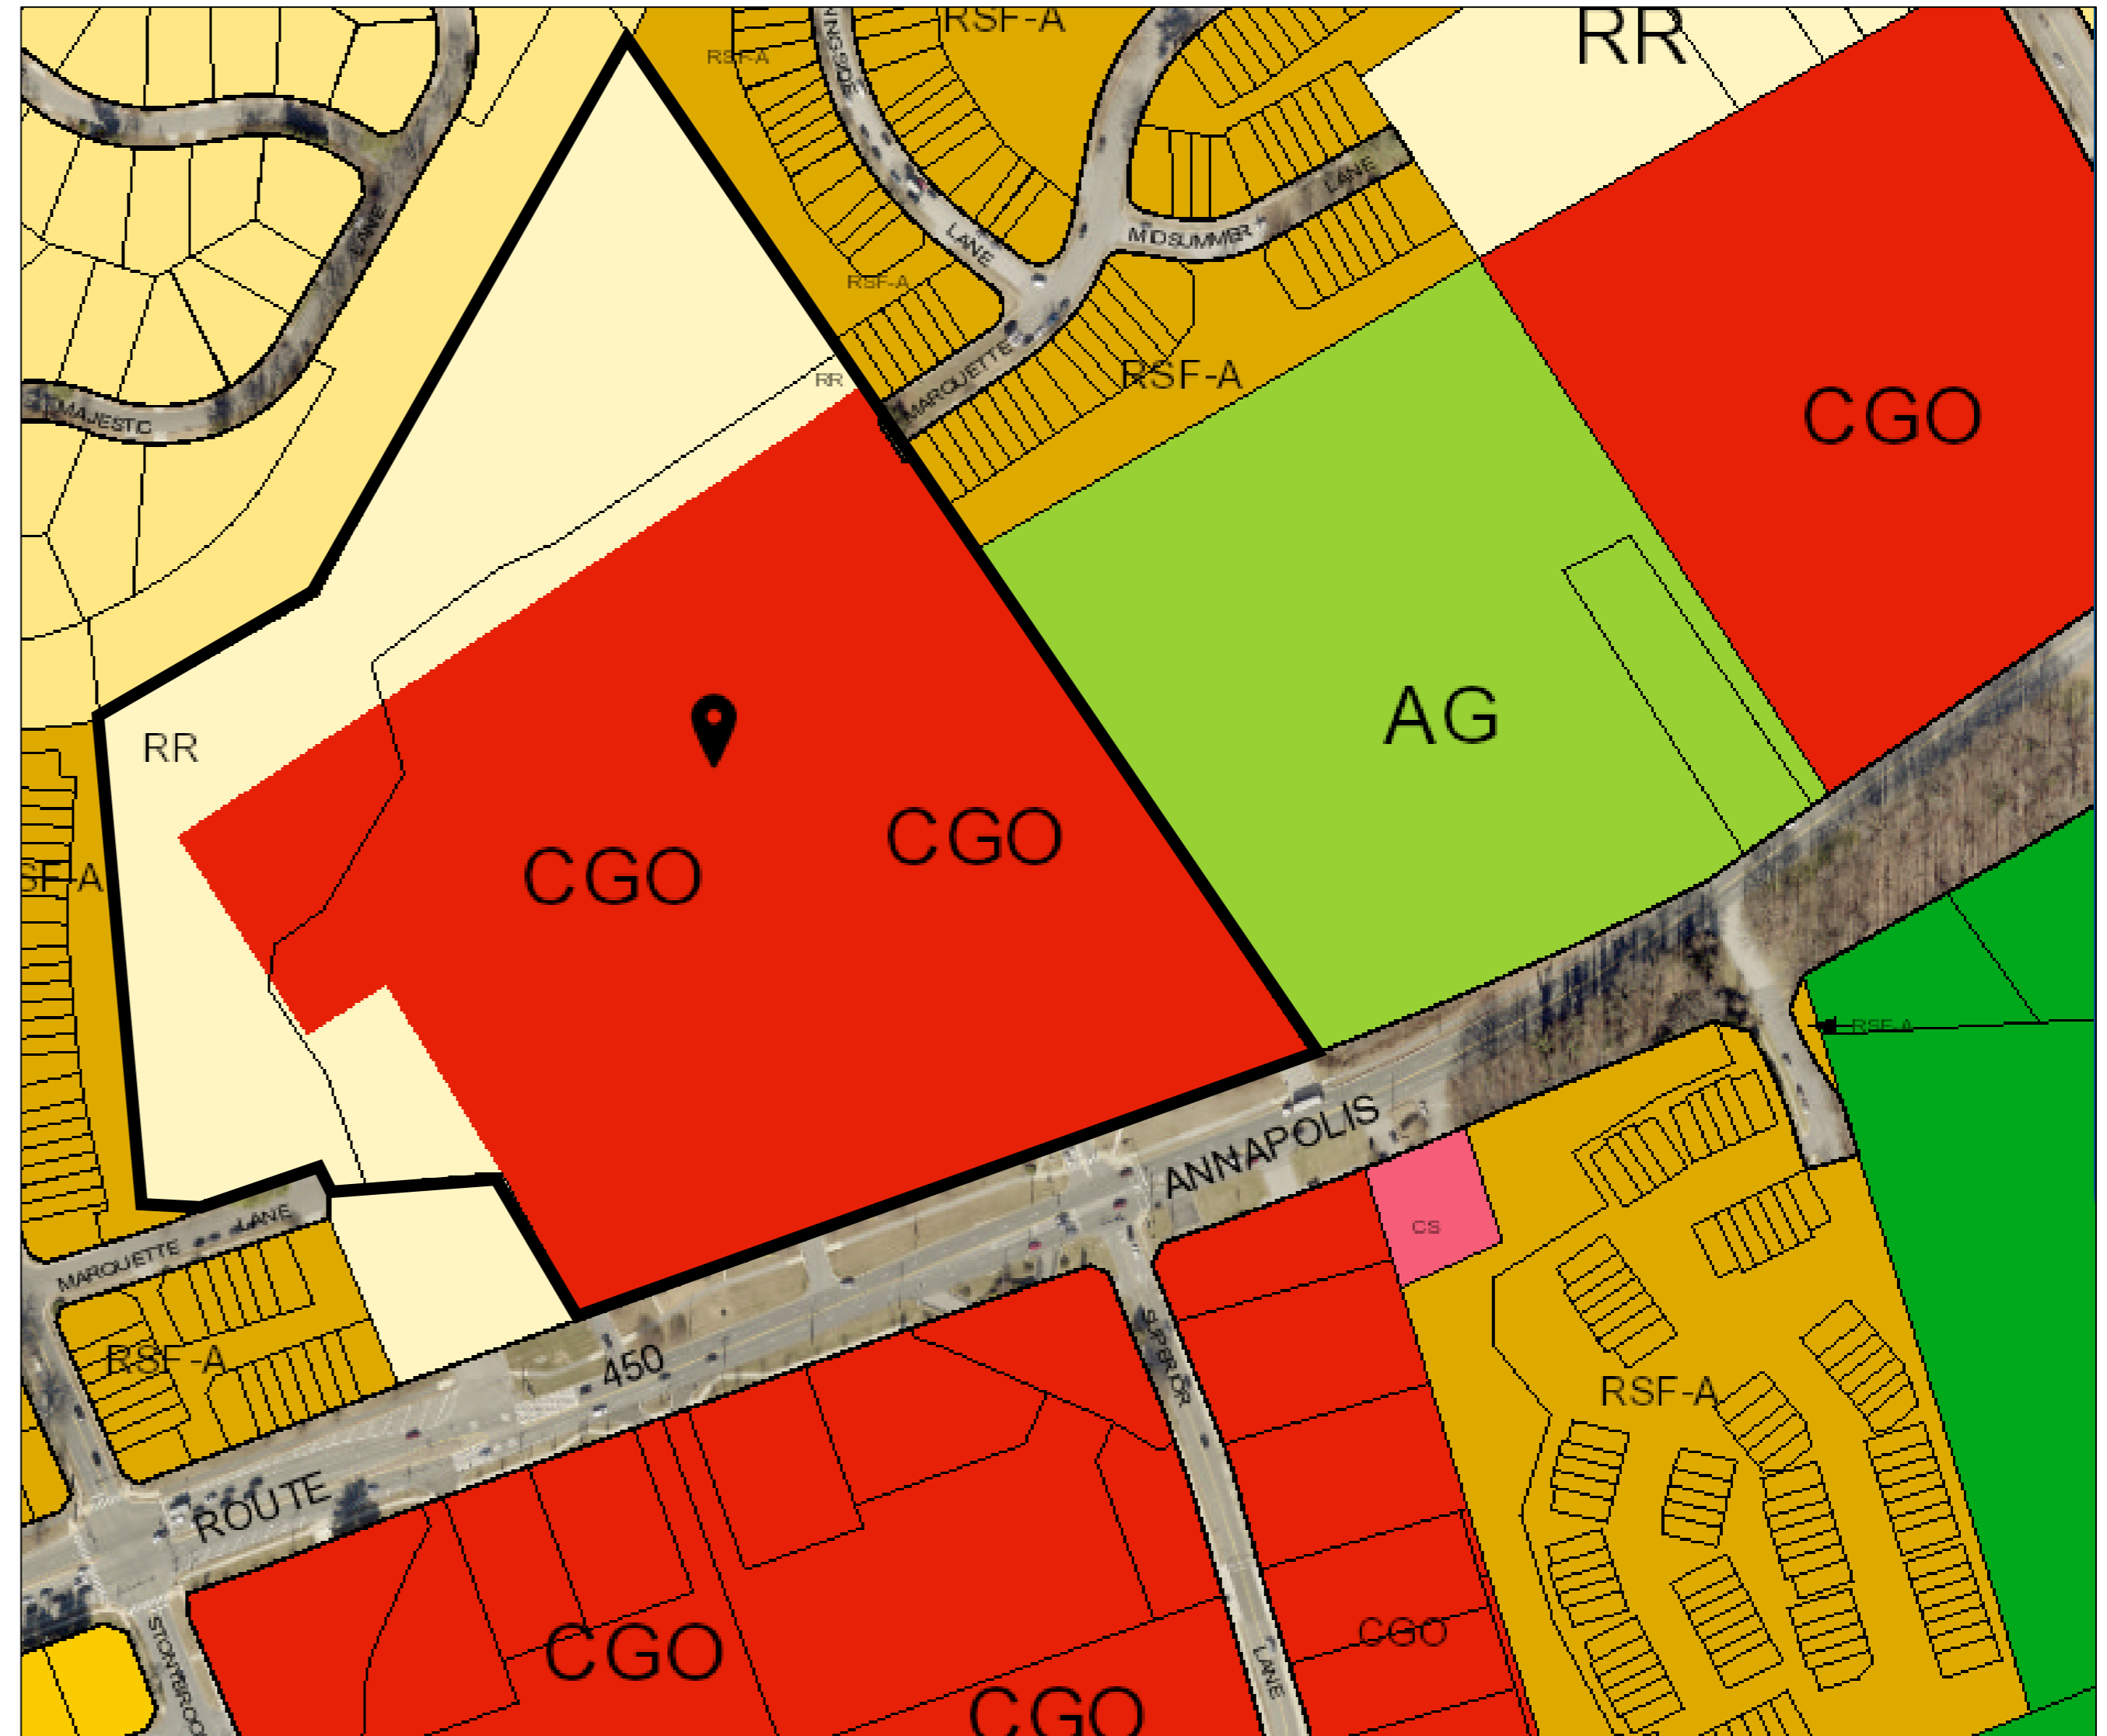 RSF-A
RR
RSF-A
LANE
LANE
MIDSUMMER
LANE
RSF-A
MARQUETTE
RSF-A
RR
MAJESTIC
CGO
AG
RR
CGO
CGO
RSF-A
ANNAPOLIS
CS
LANE
MARQUETTE
SUPERIOR
RSF-A
450
RSF-A
ROUTE
CGO
CGO
LANE
CGO